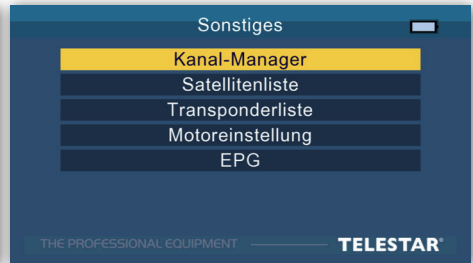 Sonstiges
Kanal-Manager
Satellitenliste
Transponderliste
Motoreinstellung
EPG
THE PROFESSIONAL EQUIPMENT
TELESTAR®